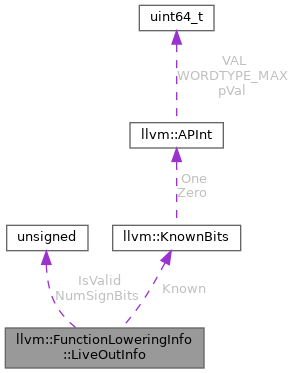 uint64_t
VAL
WORDTYPE_MAX
pVal
llvm::APInt
One
Zero
unsigned
llvm::KnownBits
IsValid
NumSignBits
Known
llvm::FunctionLoweringInfo
::LiveOutInfo